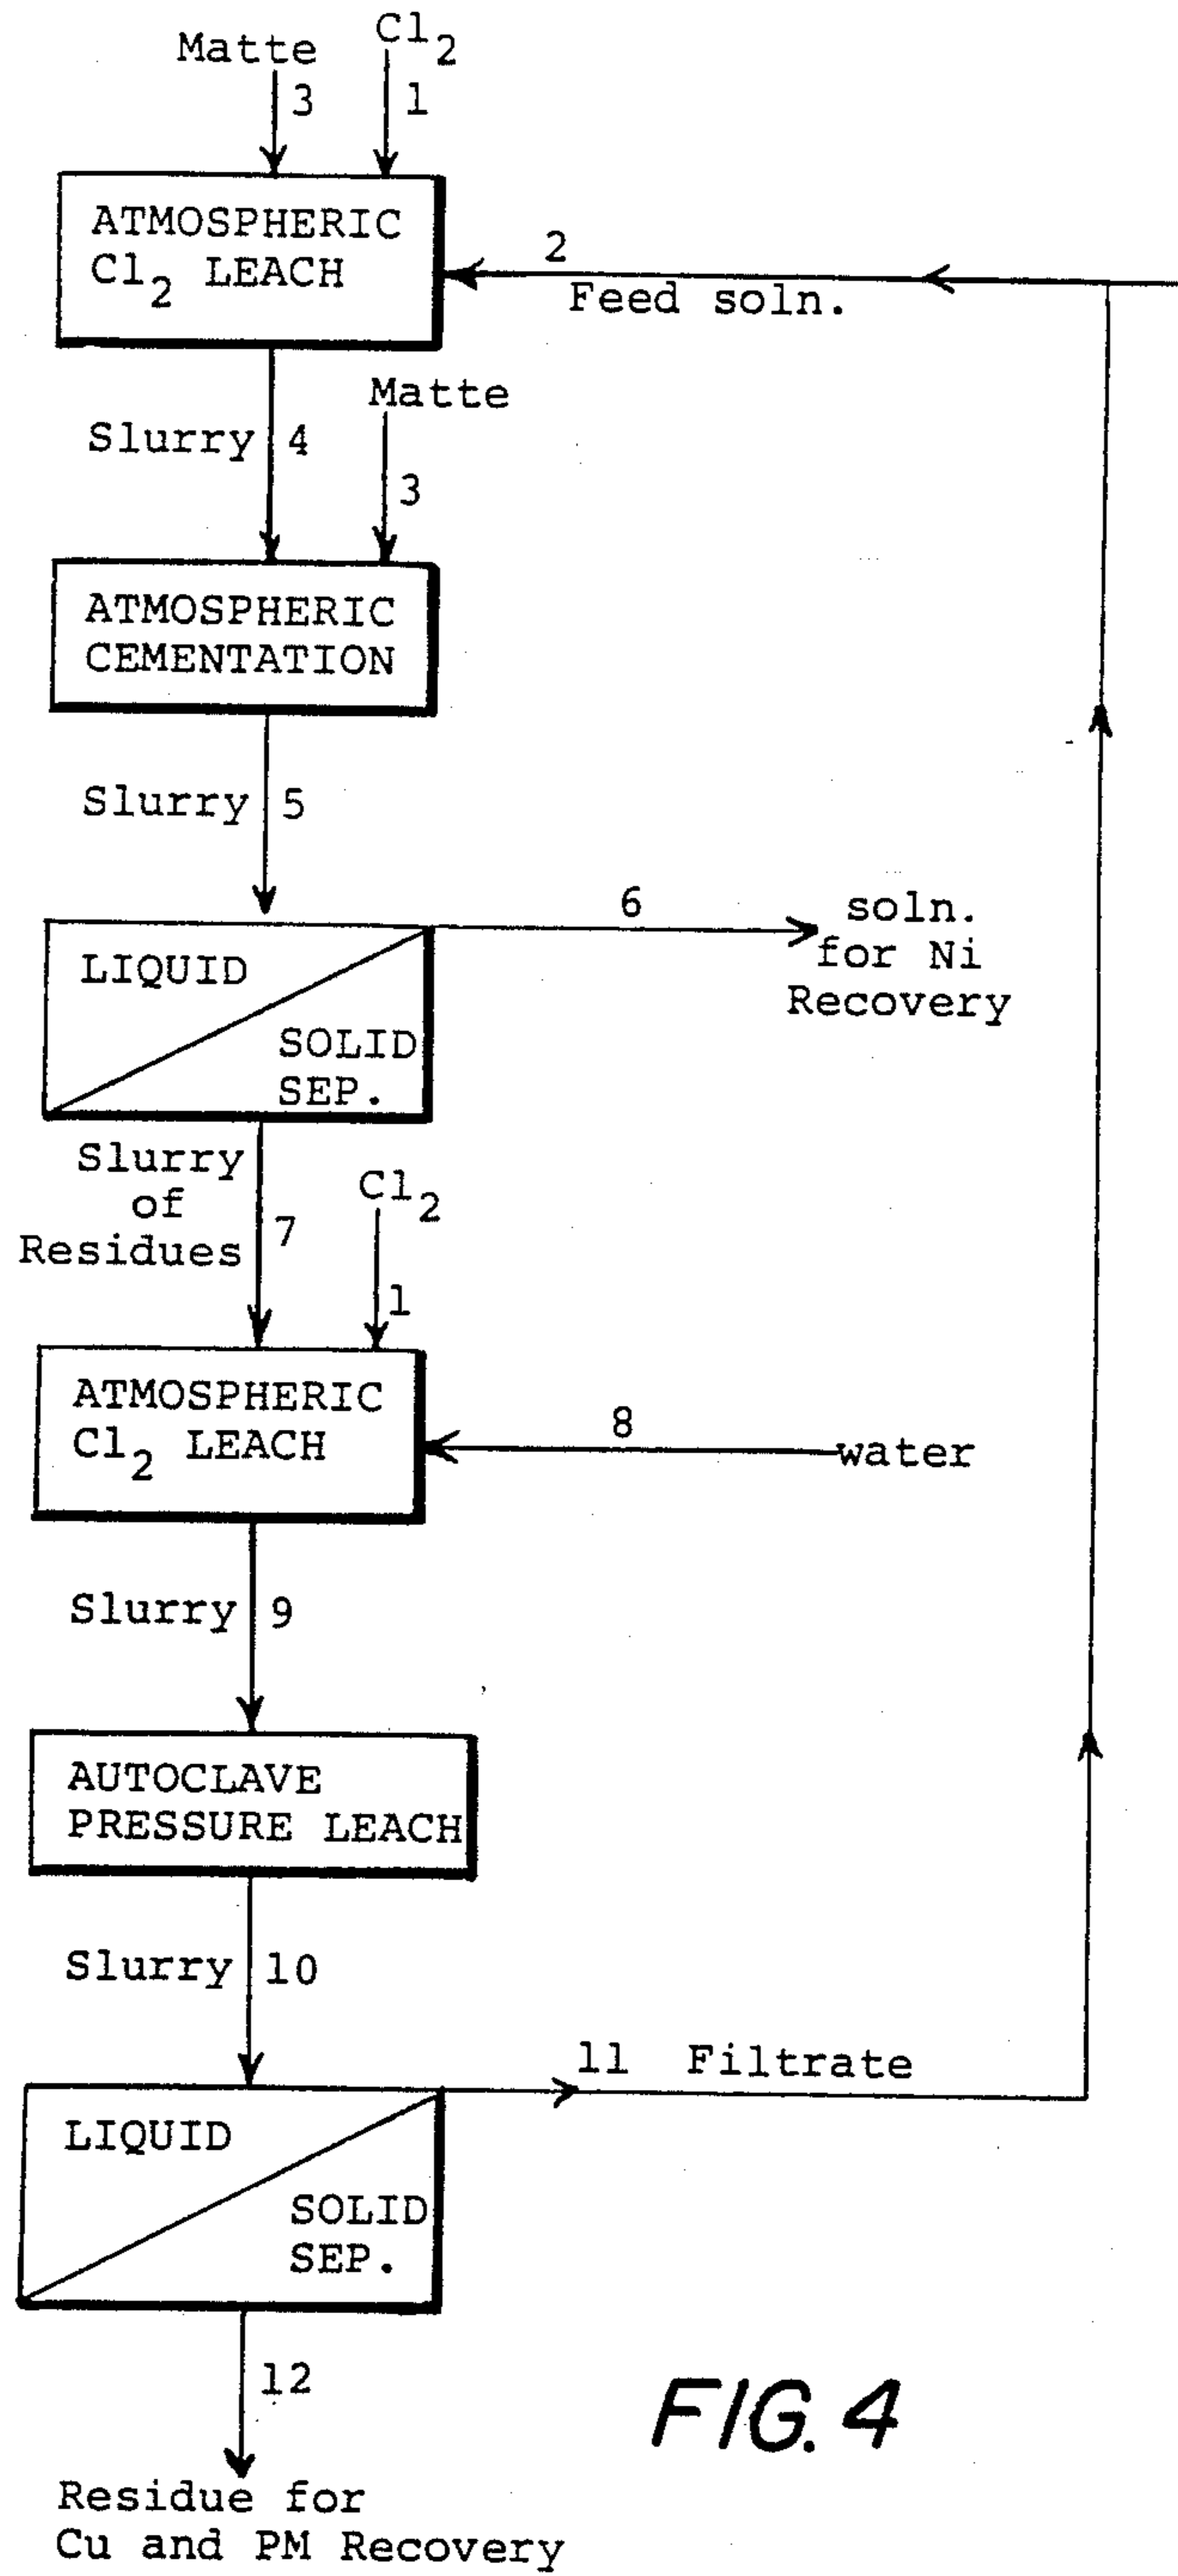 Matte
Cl2
3
1
ATMOSPHERIC
Cl2 LEACH
2
Feed soln.
Matte
Slurry 4
3
ATMOSPHERIC
CEMENTATION
Slurry 5
6
soln.
for Ni
Recovery
LIQUID
SOLID
SEP.
Slurry
of
Residues
7
Cl2
1
ATMOSPHERIC
Cl2 LEACH
8
water
Slurry 9
AUTOCLAVE
PRESSURE LEACH
Slurry 10
11 Filtrate
LIQUID
SOLID
SEP.
12
FIG. 4
Residue for
Cu and PM Recovery